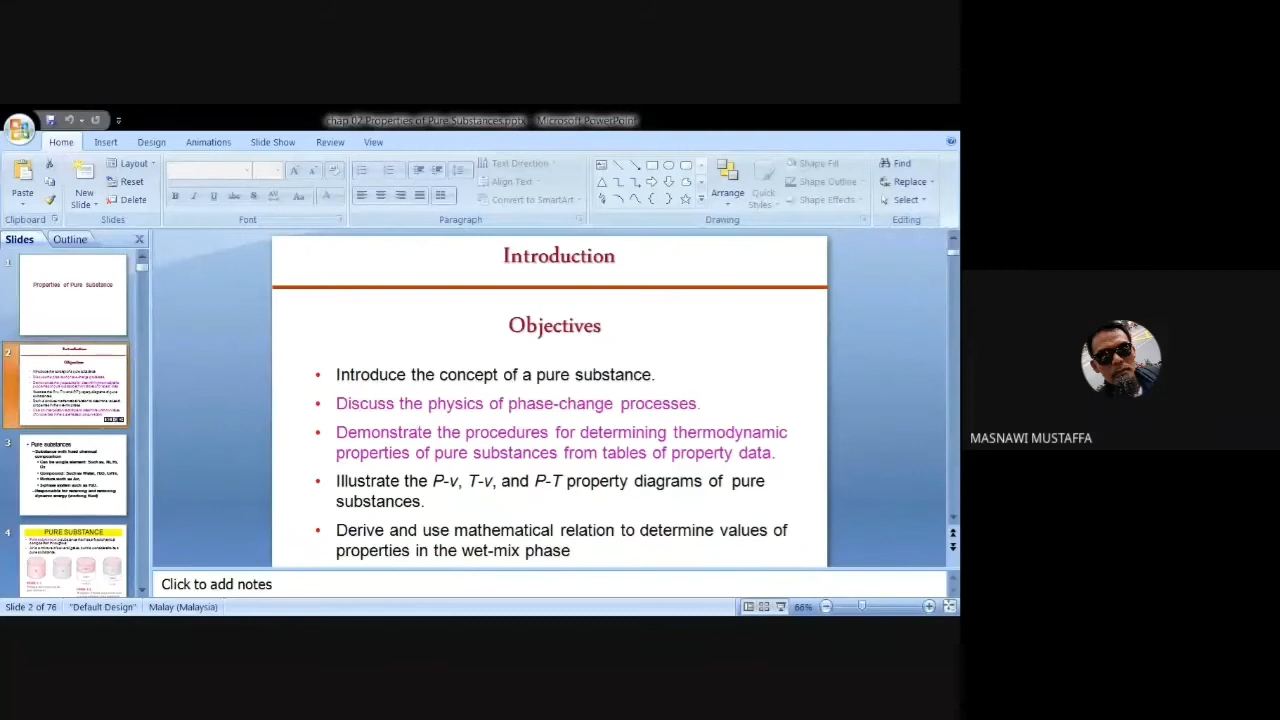 chap 02 Properties of Pure Substances.pptx - Microsoft PowerPoint
Home Insert Design Animations Slide Show Review View
Paste
New Slide
Layout
Reset
Delete
Text Direction
Align Text
Convert to SmartArt
Arrange
Quick Styles
Shape Fill
Shape Outline
Shape Effects
Find
Replace
Select
Clipboard Slides Font Paragraph Drawing Editing
Slides Outline
1
Properties of Pure Substance
2
Introduction
Objectives
3
Pure substances
4
PURE SUBSTANCE
Introduction
Objectives
• Introduce the concept of a pure substance.
• Discuss the physics of phase-change processes.
• Demonstrate the procedures for determining thermodynamic
properties of pure substances from tables of property data.
• Illustrate the P-v, T-v, and P-T property diagrams of pure
substances.
• Derive and use mathematical relation to determine values of
properties in the wet-mix phase
Click to add notes
Slide 2 of 76 "Default Design" Malay (Malaysia) 66%
MASNAWI MUSTAFFA